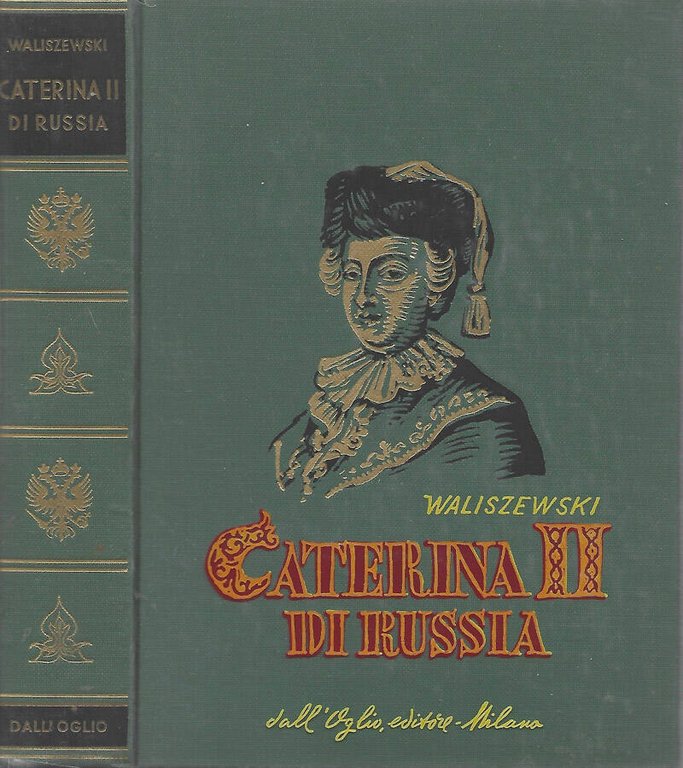 WALISZEWSKI
CATERINA II
DI RUSSIA
DALL'OGLIO
WALISZEWSKI
CATERINA II
DI RUSSIA
dall'Oglio, editore - Milano